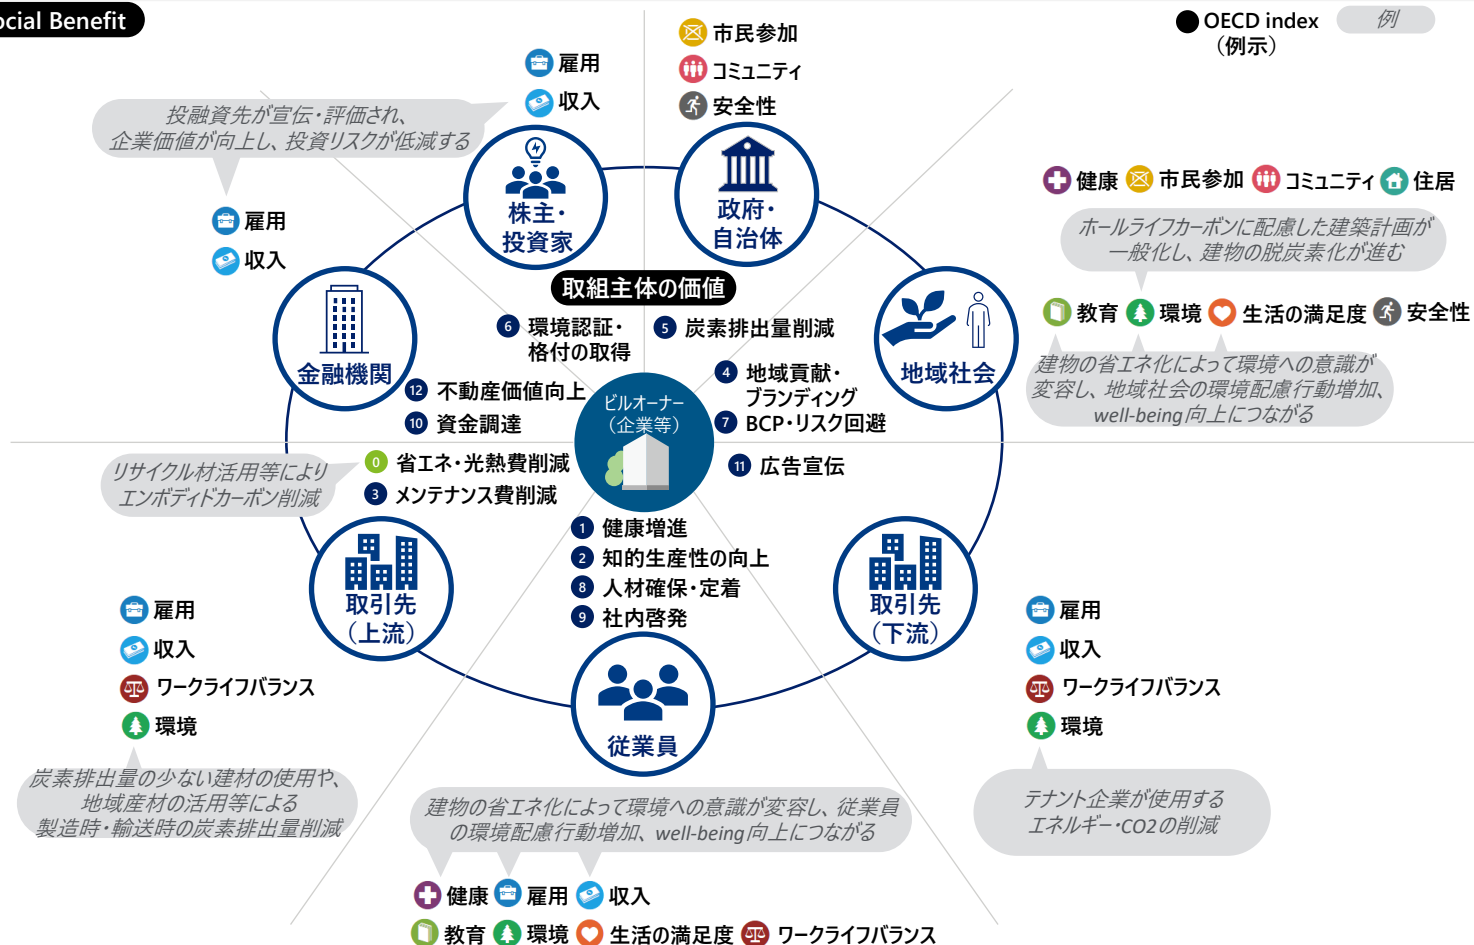 ocial Benefit
OECD index
（例示）
例
雇用
収入
市民参加
コミュニティ
安全性
投融資先が宣伝・評価され、
企業価値が向上し、投資リスクが低減する
雇用
収入
株主・
投資家
政府・
自治体
健康 市民参加 コミュニティ 住居
ホールライフカーボンに配慮した建築計画が
一般化し、建物の脱炭素化が進む
教育 環境 生活の満足度 安全性
建物の省エネ化によって環境への意識が
変容し、地域社会の環境配慮行動増加、
well-being向上につながる
金融機関
地域社会
取組主体の価値
6 環境認証・
格付の取得
5 炭素排出量削減
12 不動産価値向上
10 資金調達
4 地域貢献・
ブランディング
7 BCP・リスク回避
ビルオーナー
（企業等）
0 省エネ・光熱費削減
3 メンテナンス費削減
11 広告宣伝
リサイクル材活用等により
エンボディドカーボン削減
1 健康増進
2 知的生産性の向上
8 人材確保・定着
9 社内啓発
取引先
（上流）
取引先
（下流）
従業員
雇用
収入
ワークライフバランス
環境
炭素排出量の少ない建材の使用や、
地域産材の活用等による
製造時・輸送時の炭素排出量削減
雇用
収入
ワークライフバランス
環境
テナント企業が使用する
エネルギー・CO2の削減
建物の省エネ化によって環境への意識が変容し、従業員
の環境配慮行動増加、well-being向上につながる
健康 雇用 収入
教育 環境 生活の満足度 ワークライフバランス